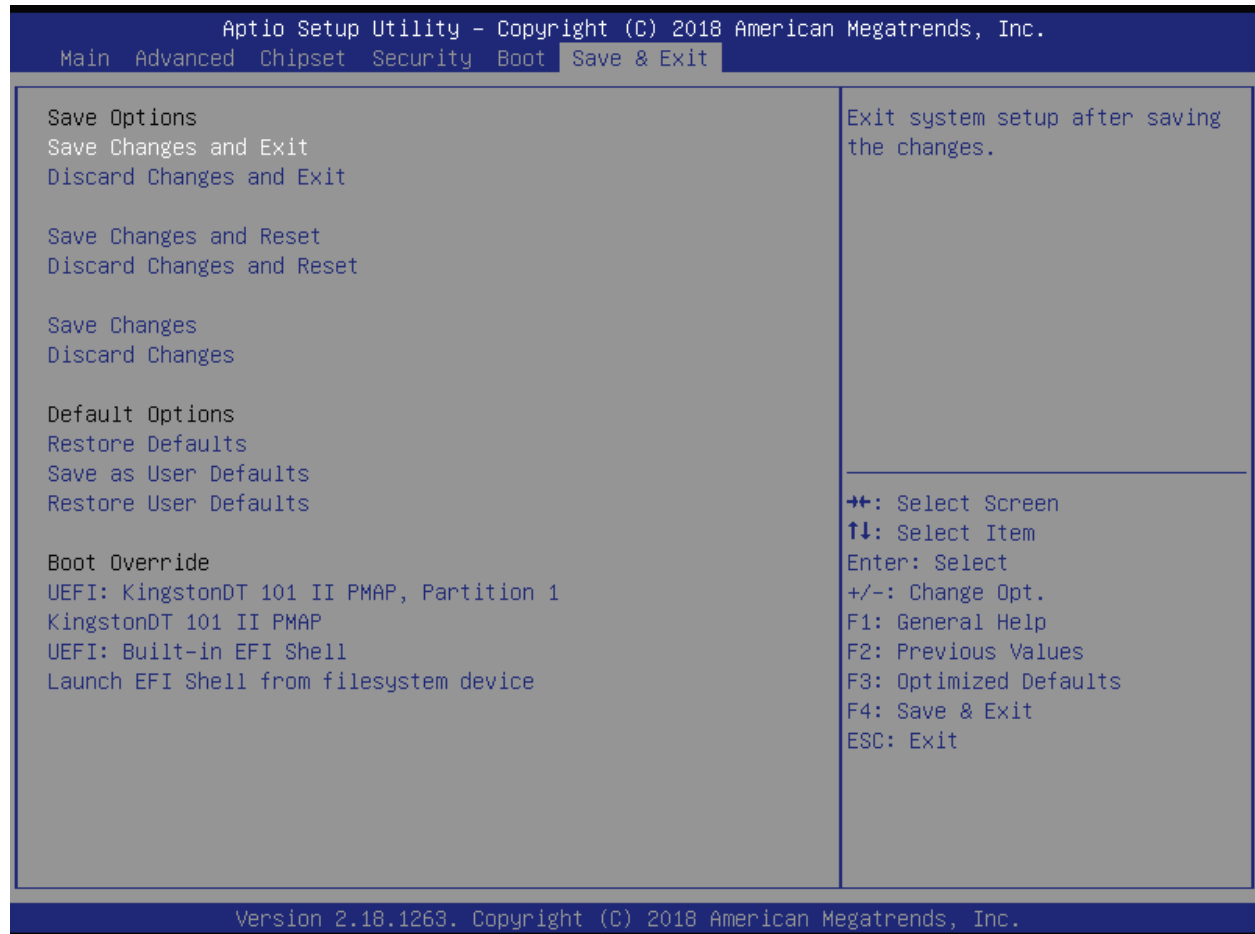 Aptio Setup Utility – Copyright (C) 2018 American Megatrends, Inc.
Main Advanced Chipset Security Boot Save & Exit
Save Options
Save Changes and Exit
Discard Changes and Exit
Save Changes and Reset
Discard Changes and Reset
Save Changes
Discard Changes
Default Options
Restore Defaults
Save as User Defaults
Restore User Defaults
Boot Override
UEFI: KingstonDT 101 II PMAP, Partition 1
KingstonDT 101 II PMAP
UEFI: Built-in EFI Shell
Launch EFI Shell from filesystem device
Exit system setup after saving
the changes.
→←: Select Screen
↑↓: Select Item
Enter: Select
+/-: Change Opt.
F1: General Help
F2: Previous Values
F3: Optimized Defaults
F4: Save & Exit
ESC: Exit
Version 2.18.1263. Copyright (C) 2018 American Megatrends, Inc.